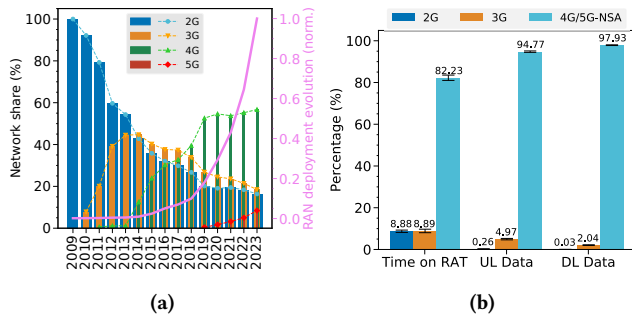 2G
3G
4G
5G
Network share (%)
100
80
60
40
20
0
1.0
0.8
0.6
0.4
0.2
0.0
RAN deployment evolution (norm.)
2009
2010
2011
2012
2013
2014
2015
2016
2017
2018
2019
2020
2021
2022
2023
(a)
2G 3G 4G/5G-NSA
Percentage (%)
100
80
60
40
20
0
8.88 8.89 82.23
0.26 4.97 94.77
0.03 2.04 97.93
Time on RAT UL Data DL Data
(b)